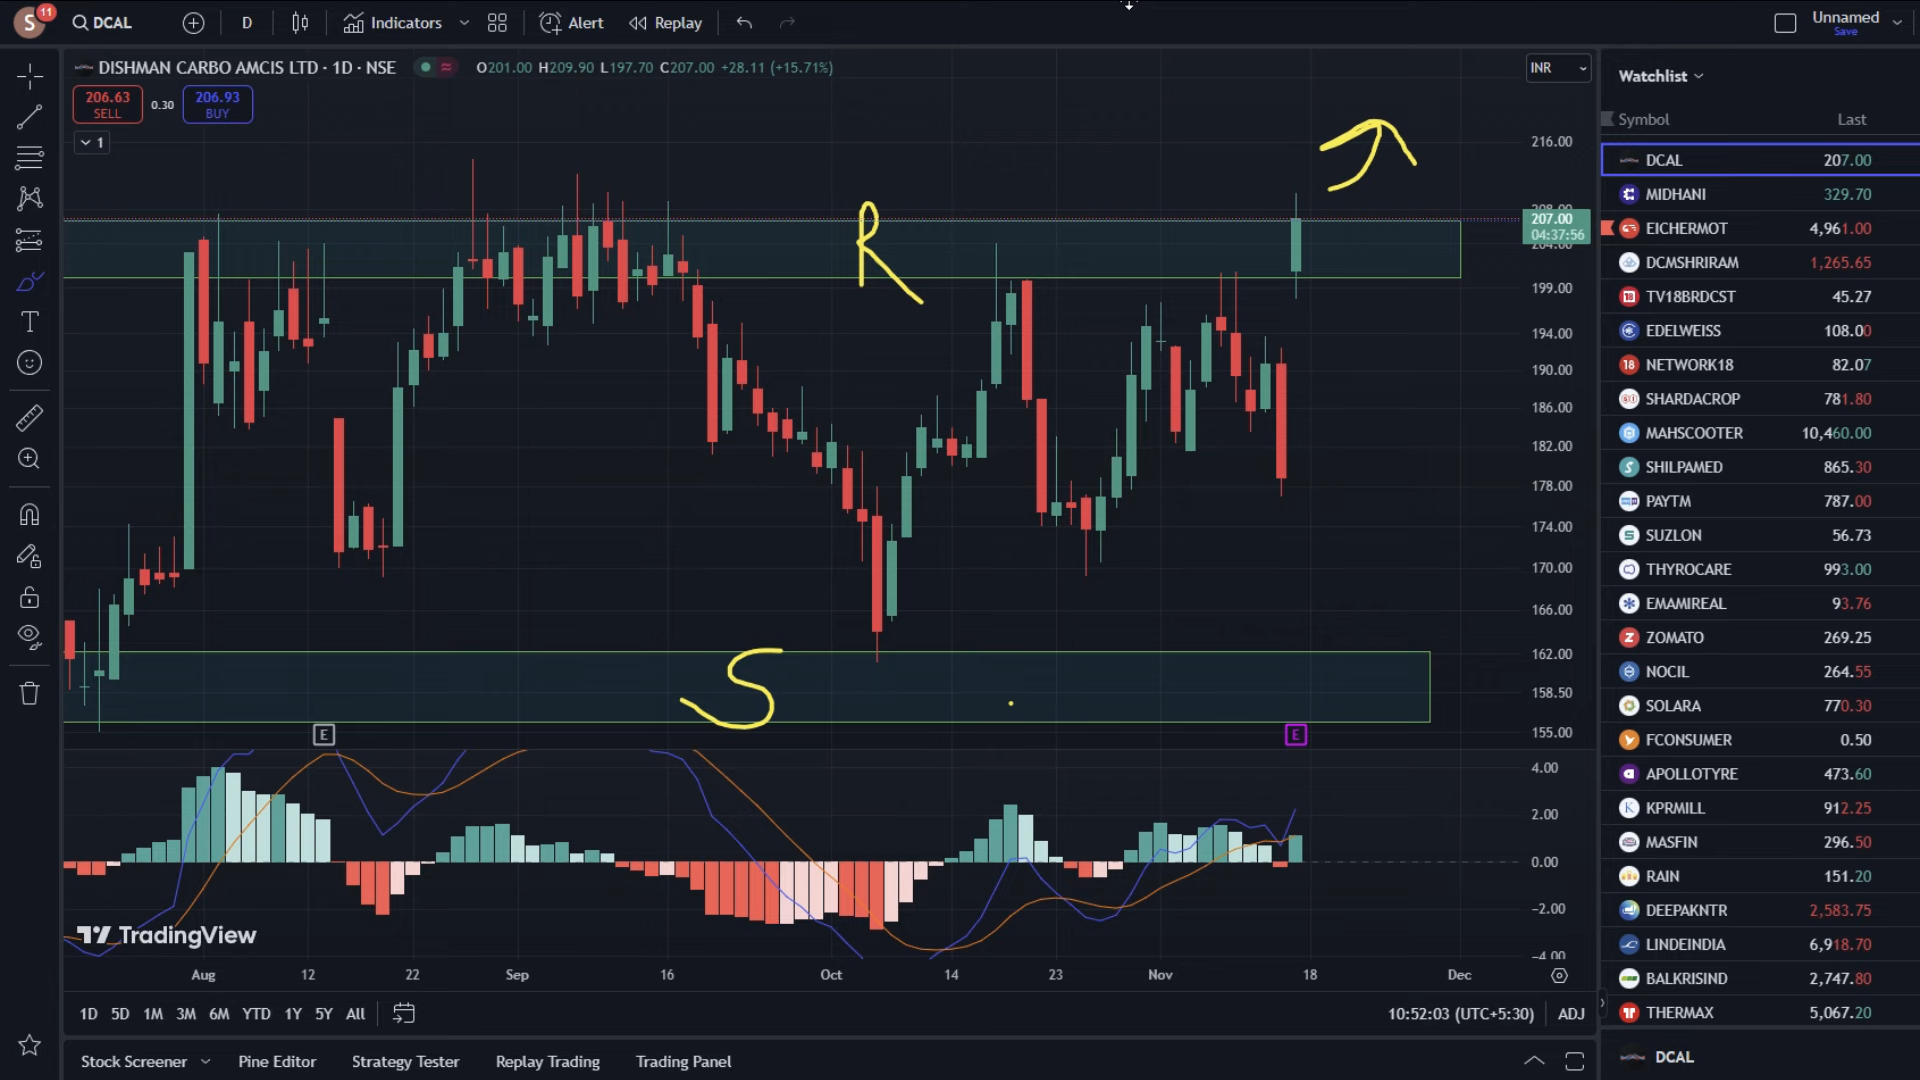 S 11 DCAL D Indicators Alert Replay Unnamed
Save
DISHMAN CARBO AMCIS LTD · 1D · NSE O201.00 H209.90 L197.70 C207.00 +28.11 (+15.71%)
206.63 SELL 0.30 206.93 BUY
1
INR
R
S
E
E
216.00
207.00
04:37:56
199.00
194.00
190.00
186.00
182.00
178.00
174.00
170.00
166.00
162.00
158.50
155.00
4.00
2.00
0.00
−2.00
−4.00
TradingView
Aug 12 22 Sep 16 Oct 14 23 Nov 18 Dec
1D 5D 1M 3M 6M YTD 1Y 5Y All 10:52:03 (UTC+5:30) ADJ
Stock Screener Pine Editor Strategy Tester Replay Trading Trading Panel
Watchlist
Symbol Last
DCAL 207.00
MIDHANI 329.70
EICHERMOT 4,961.00
DCMSHRIRAM 1,265.65
TV18BRDCST 45.27
EDELWEISS 108.00
NETWORK18 82.07
SHARDACROP 781.80
MAHSCOOTER 10,460.00
SHILPAMED 865.30
PAYTM 787.00
SUZLON 56.73
THYROCARE 993.00
EMAMIREAL 93.76
ZOMATO 269.25
NOCIL 264.55
SOLARA 770.30
FCONSUMER 0.50
APOLLOTYRE 473.60
KPRMILL 912.25
MASFIN 296.50
RAIN 151.20
DEEPAKNTR 2,583.75
LINDEINDIA 6,918.70
BALKRISIND 2,747.80
THERMAX 5,067.20
DCAL